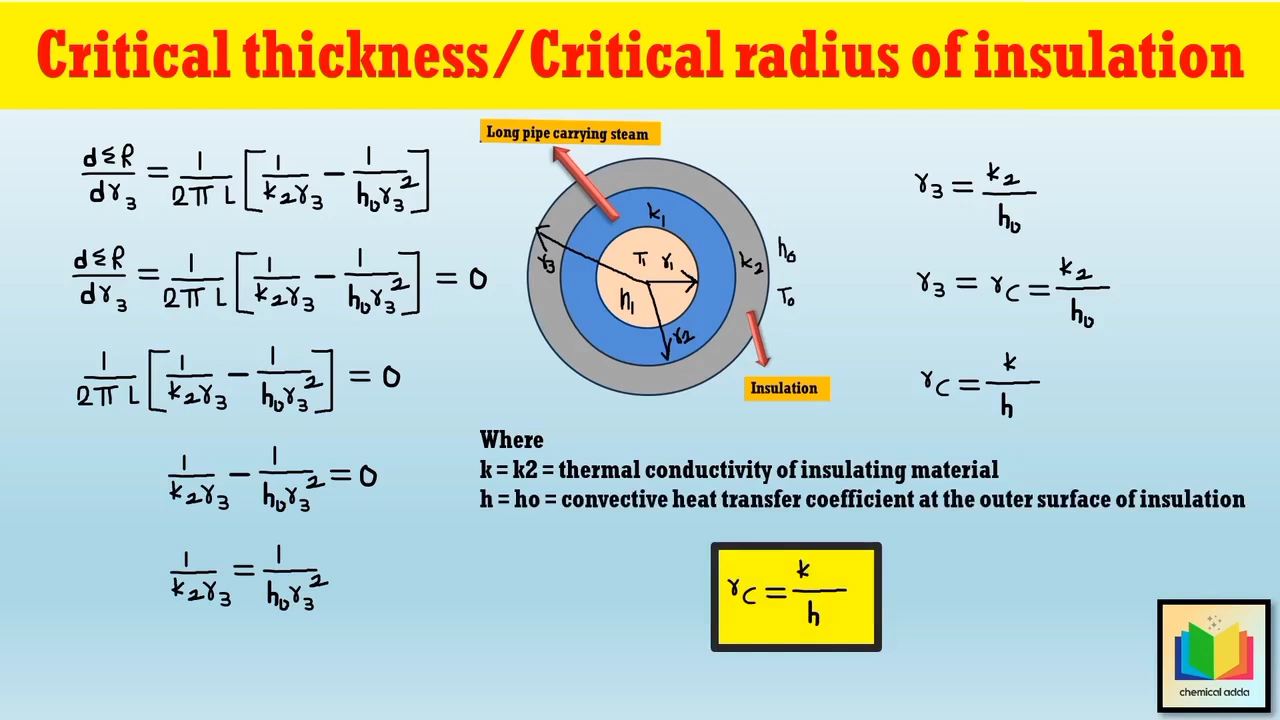 Critical thickness/Critical radius of insulation
dΣR/dr₃ = 1/2πL [1/k₂r₃ − 1/h₀r₃²]
dΣR/dr₃ = 1/2πL [1/k₂r₃ − 1/h₀r₃²] = 0
1/2πL [1/k₂r₃ − 1/h₀r₃²] = 0
1/k₂r₃ − 1/h₀r₃² = 0
1/k₂r₃ = 1/h₀r₃²
Long pipe carrying steam
k₁
r₃
Ti r₁
h₁
r2
k₂
h₀
T₀
Insulation
r₃ = k₂/h₀
r₃ = rc = k₂/h₀
rc = k/h
Where
k = k2 = thermal conductivity of insulating material
h = ho = convective heat transfer coefficient at the outer surface of insulation
rc = k/h
chemical adda